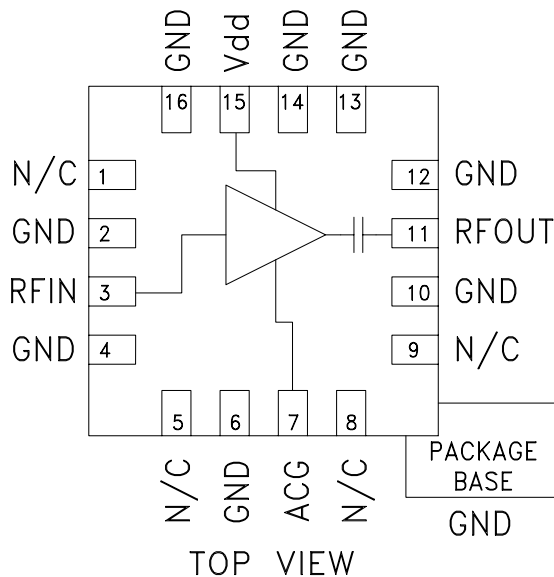 GND
Vdd
GND
GND
16
15
14
13
N/C
1
12
GND
GND
2
11
RFOUT
RFIN
3
10
GND
GND
4
9
N/C
5
6
7
8
N/C
GND
ACG
N/C
PACKAGE
BASE
GND
TOP VIEW